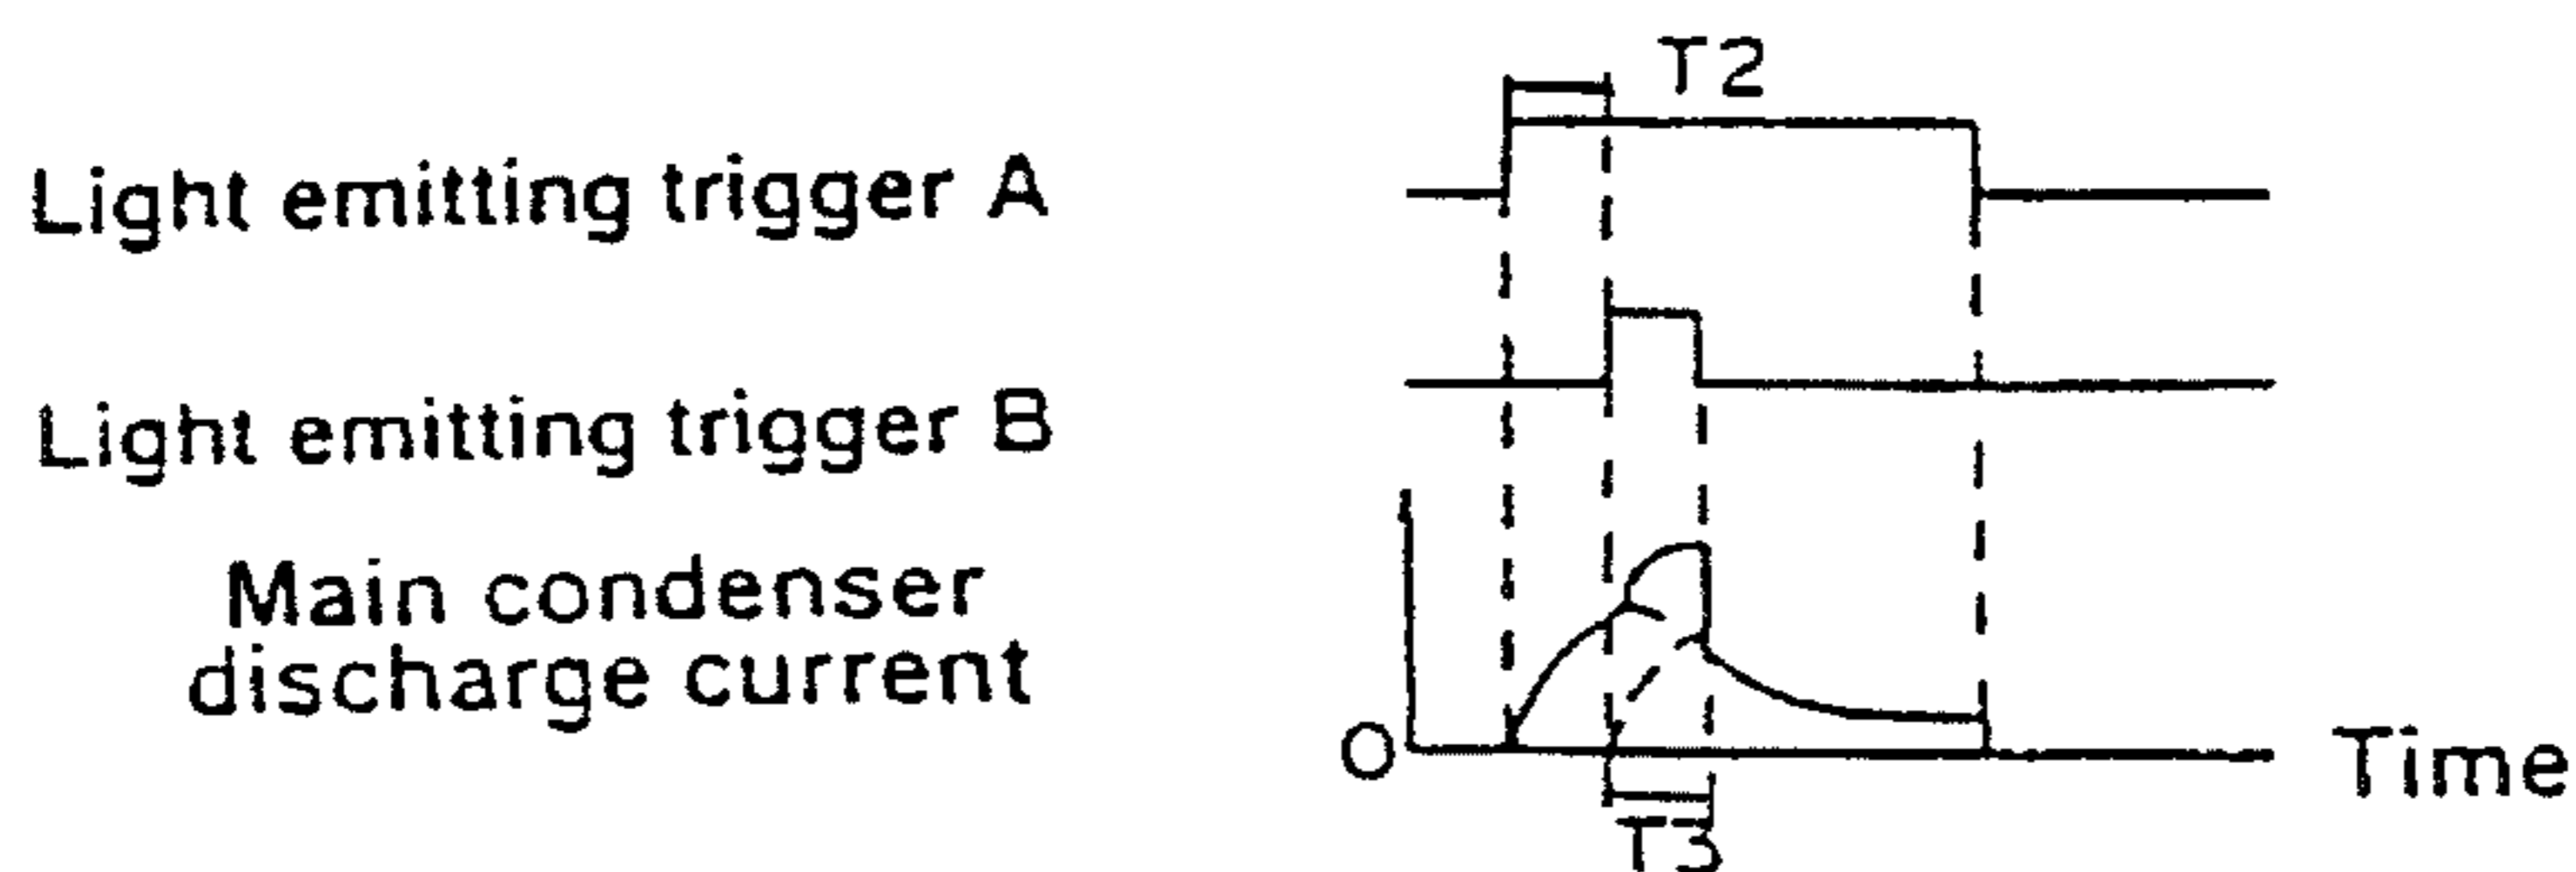 T2
Light emitting trigger A
Light emitting trigger B
Main condenser
discharge current
O
Time
T3